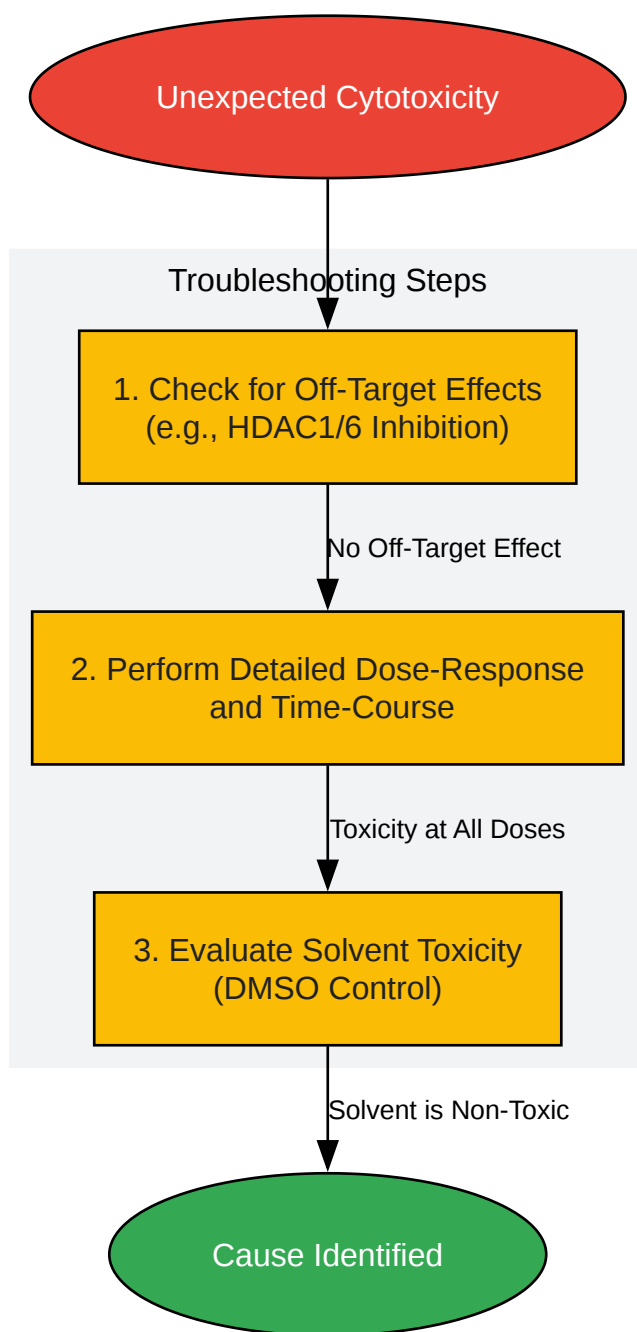 Unexpected Cytotoxicity
Troubleshooting Steps
1. Check for Off-Target Effects
(e.g., HDAC1/6 Inhibition)
No Off-Target Effect
2. Perform Detailed Dose-Response
and Time-Course
Toxicity at All Doses
3. Evaluate Solvent Toxicity
(DMSO Control)
Solvent is Non-Toxic
Cause Identified